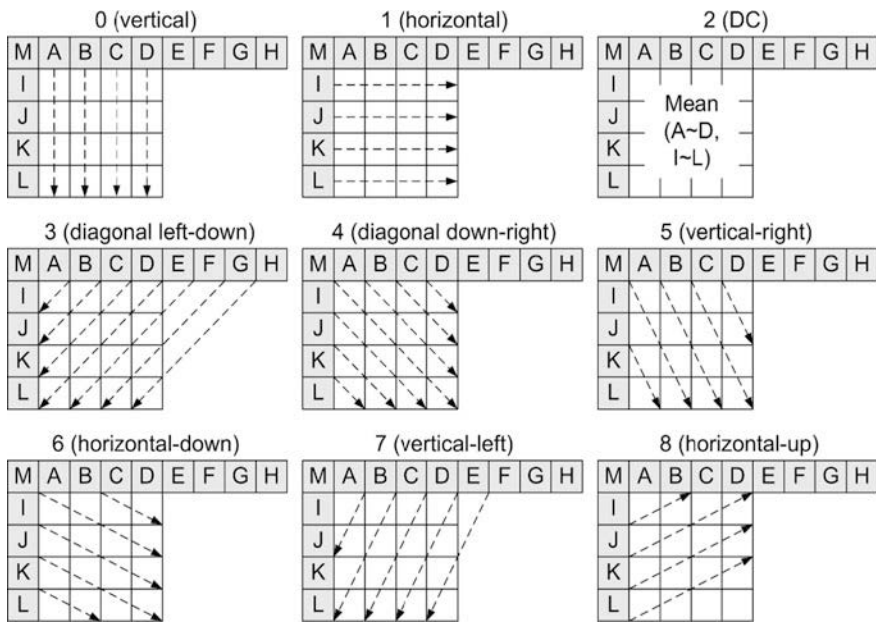 0 (vertical) 1 (horizontal) 2 (DC)
M A B C D E F G H M A B C D E F G H M A B C D E F G H
I I I Mean
J J J (A~D,
K K K I~L)
L L L
3 (diagonal left-down) 4 (diagonal down-right) 5 (vertical-right)
M A B C D E F G H M A B C D E F G H M A B C D E F G H
I I I
J J J
K K K
L L L
6 (horizontal-down) 7 (vertical-left) 8 (horizontal-up)
M A B C D E F G H M A B C D E F G H M A B C D E F G H
I I I
J J J
K K K
L L L